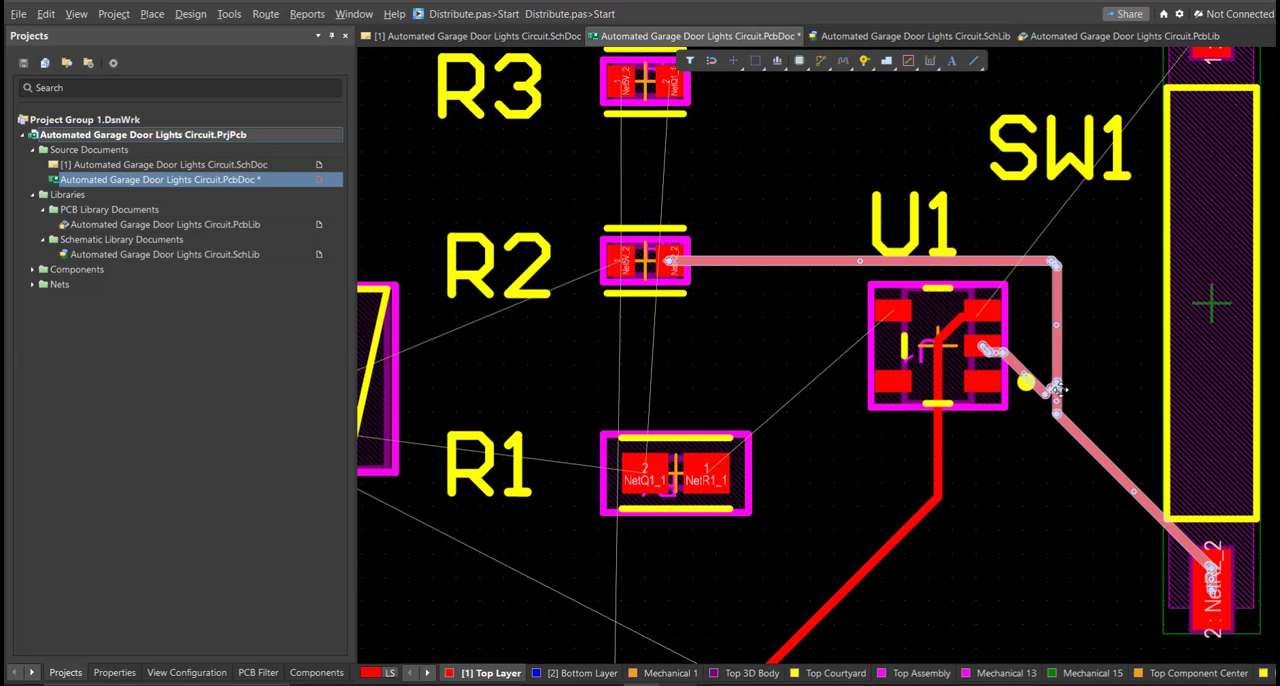 File Edit View Project Place Design Tools Route Reports Window Help Distribute.pas>Start Distribute.pas>Start Share Not Connected
Projects
[1] Automated Garage Door Lights Circuit.SchDoc Automated Garage Door Lights Circuit.PcbDoc * Automated Garage Door Lights Circuit.SchLib Automated Garage Door Lights Circuit.PcbLib
Search
Project Group 1.DsnWrk
Automated Garage Door Lights Circuit.PrjPcb
Source Documents
[1] Automated Garage Door Lights Circuit.SchDoc
Automated Garage Door Lights Circuit.PcbDoc *
Libraries
PCB Library Documents
Automated Garage Door Lights Circuit.PcbLib
Schematic Library Documents
Automated Garage Door Lights Circuit.SchLib
Components
Nets
R3
SW1
U1
R2
R1
2
NetQ1_1
1
NetR1_1
2 : NetR2_2
Projects Properties View Configuration PCB Filter Components
LS [1] Top Layer [2] Bottom Layer Mechanical 1 Top 3D Body Top Courtyard Top Assembly Mechanical 13 Mechanical 15 Top Component Center